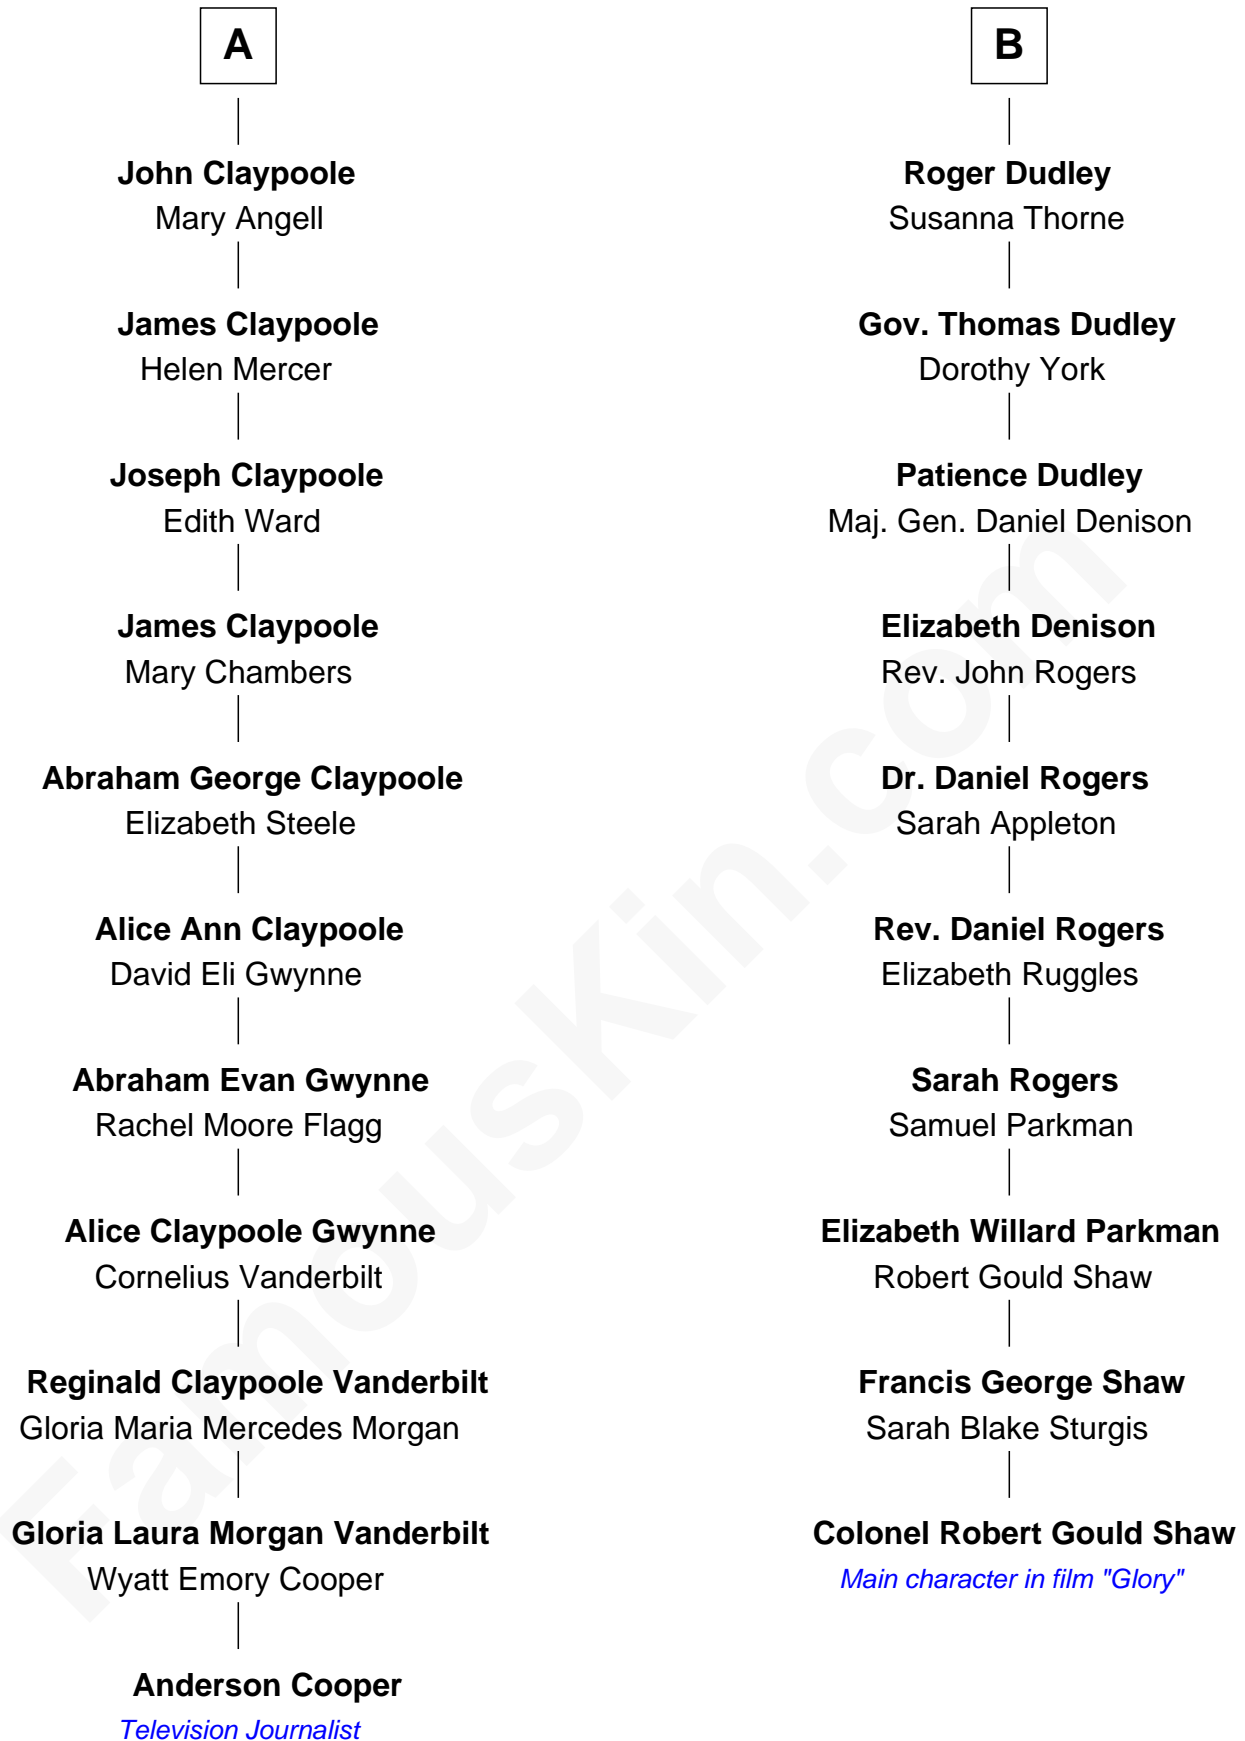 A
John Claypoole
Mary Angell
James Claypoole
Helen Mercer
Joseph Claypoole
Edith Ward
James Claypoole
Mary Chambers
Abraham George Claypoole
Elizabeth Steele
Alice Ann Claypoole
David Eli Gwynne
Abraham Evan Gwynne
Rachel Moore Flagg
Alice Claypoole Gwynne
Cornelius Vanderbilt
Reginald Claypoole Vanderbilt
Gloria Maria Mercedes Morgan
Gloria Laura Morgan Vanderbilt
Wyatt Emory Cooper
Anderson Cooper
Television Journalist
B
Roger Dudley
Susanna Thorne
Gov. Thomas Dudley
Dorothy York
Patience Dudley
Maj. Gen. Daniel Denison
Elizabeth Denison
Rev. John Rogers
Dr. Daniel Rogers
Sarah Appleton
Rev. Daniel Rogers
Elizabeth Ruggles
Sarah Rogers
Samuel Parkman
Elizabeth Willard Parkman
Robert Gould Shaw
Francis George Shaw
Sarah Blake Sturgis
Colonel Robert Gould Shaw
Main character in film "Glory"
FamousKin.com